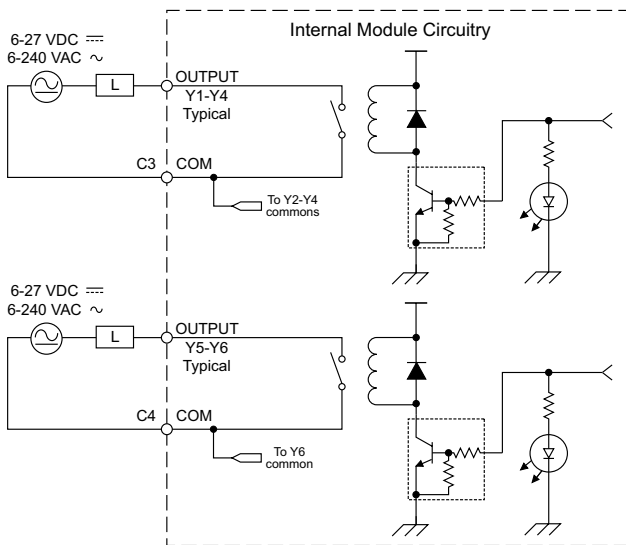 Internal Module Circuitry
6-27 VDC ⎓
6-240 VAC ∿
L
OUTPUT
Y1-Y4
Typical
C3
COM
To Y2-Y4
commons
6-27 VDC ⎓
6-240 VAC ∿
L
OUTPUT
Y5-Y6
Typical
C4
COM
To Y6
common